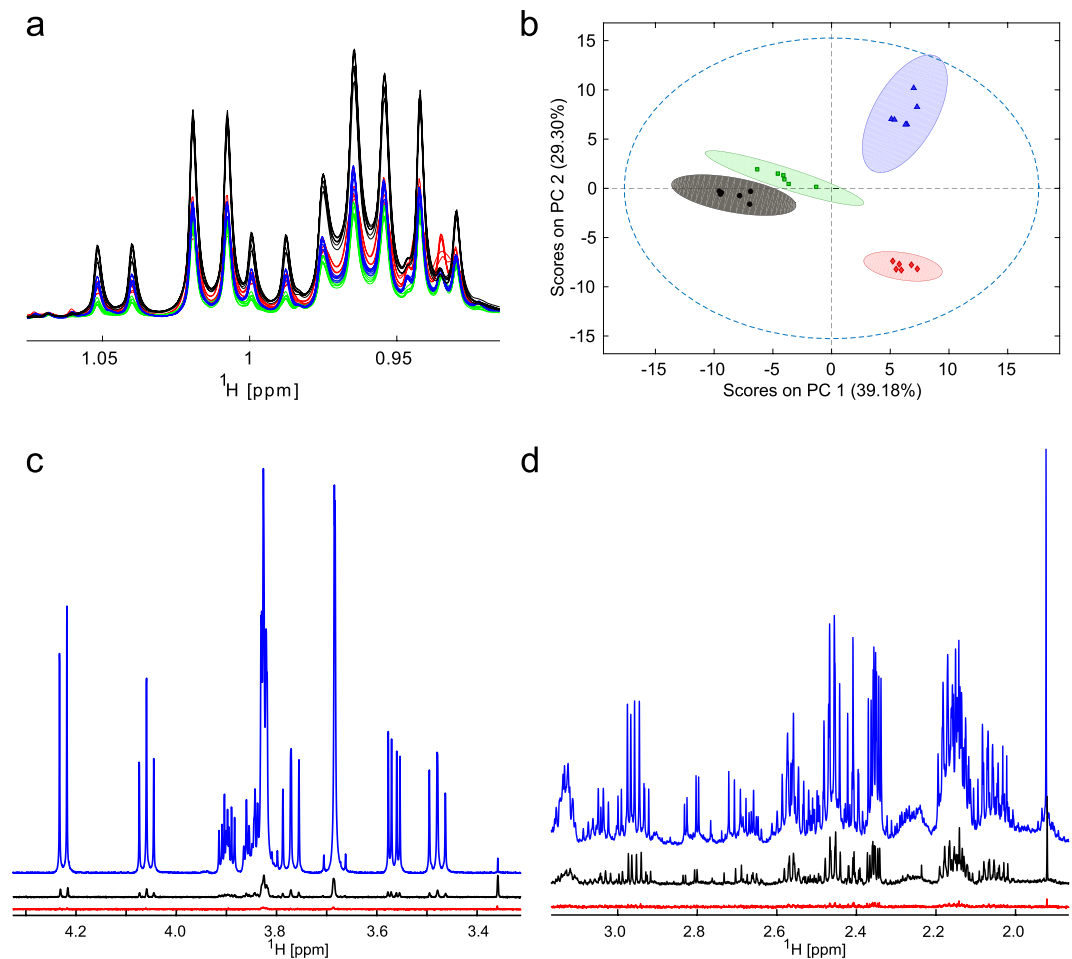 a
1.05 1 0.95
1H [ppm]
b
15
10
5
0
-5
-10
-15
Scores on PC 2 (29.30%)
-15 -10 -5 0 5 10 15
Scores on PC 1 (39.18%)
c
4.2 4.0 3.8 3.6 3.4
1H [ppm]
d
3.0 2.8 2.6 2.4 2.2 2.0
1H [ppm]